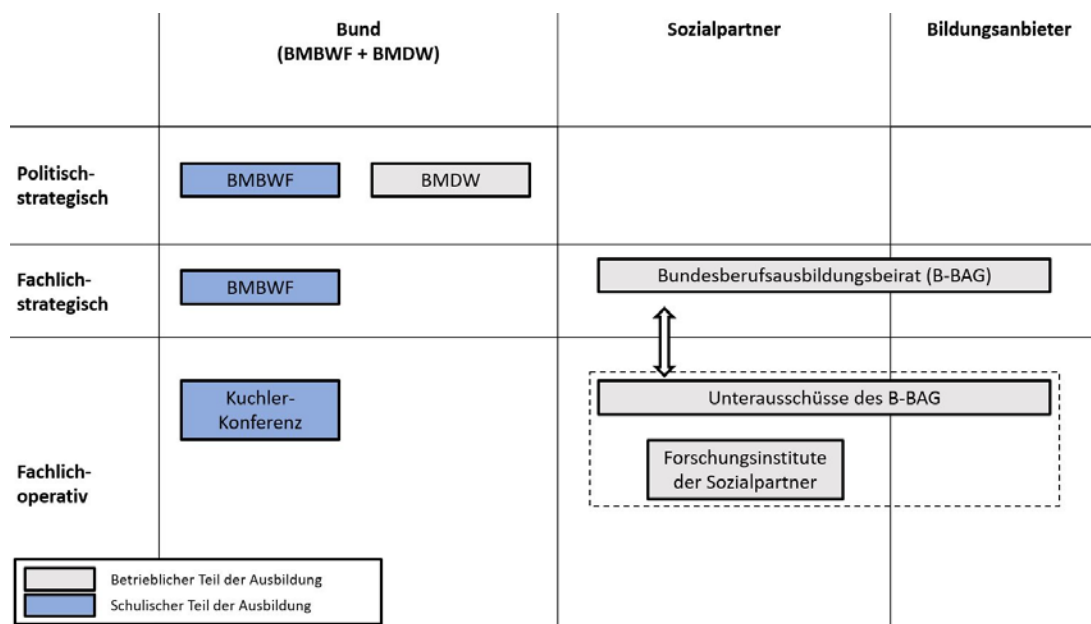 Bund
(BMBWF + BMDW)
Sozialpartner
Bildungsanbieter
Politisch-
strategisch
BMBWF
BMDW
Fachlich-
strategisch
BMBWF
Bundesberufsausbildungsbeirat (B-BAG)
Fachlich-
operativ
Kuchler-
Konferenz
Unterausschüsse des B-BAG
Forschungsinstitute
der Sozialpartner
Betrieblicher Teil der Ausbildung
Schulischer Teil der Ausbildung